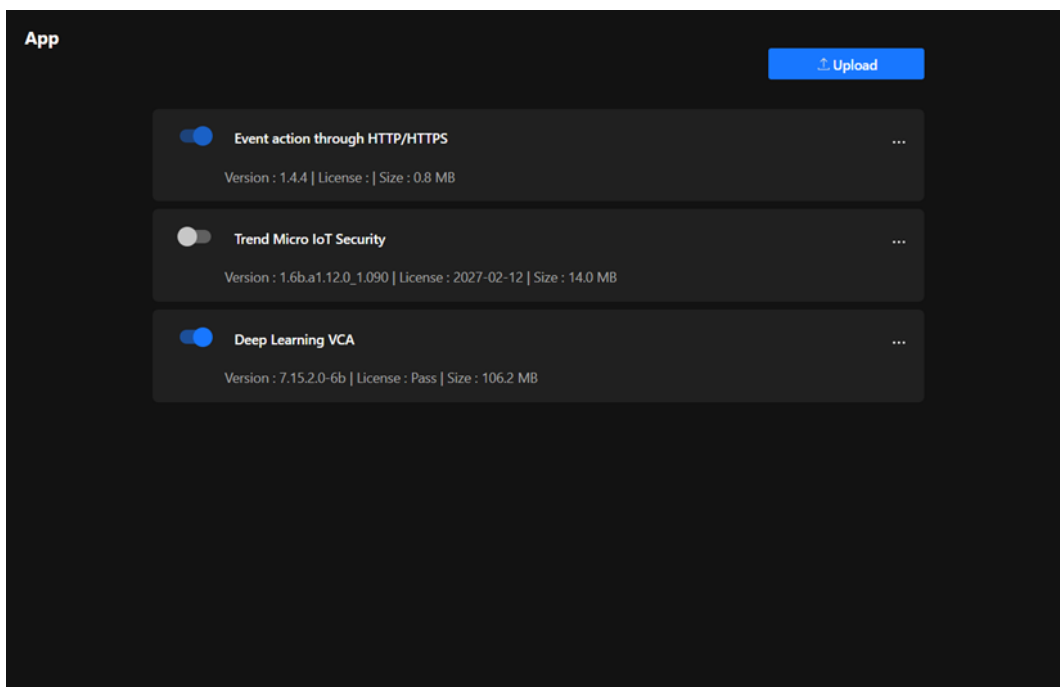 App
Upload
Event action through HTTP/HTTPS
...
Version : 1.4.4 | License : | Size : 0.8 MB
Trend Micro IoT Security
...
Version : 1.6b.a1.12.0_1.090 | License : 2027-02-12 | Size : 14.0 MB
Deep Learning VCA
...
Version : 7.15.2.0-6b | License : Pass | Size : 106.2 MB